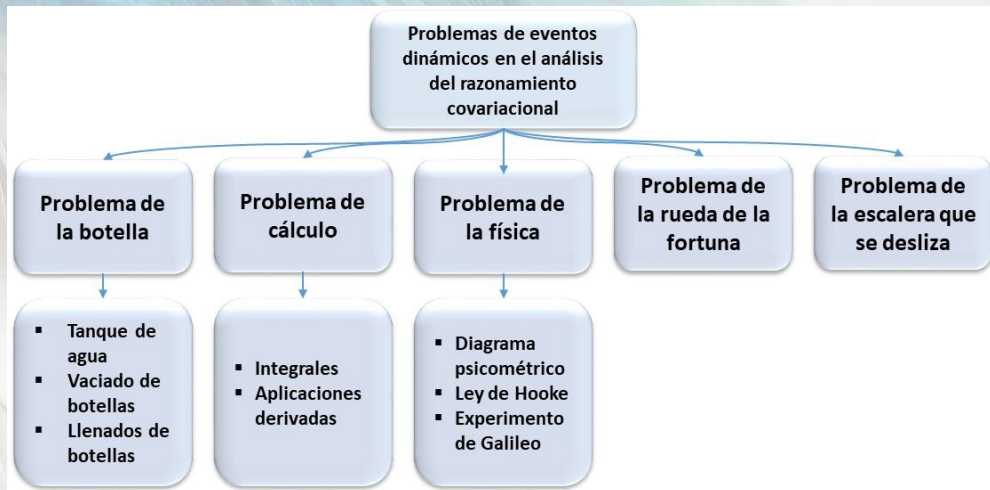 Problemas de eventos
dinámicos en el análisis
del razonamiento
covariacional
Problema de
la botella
Problema de
cálculo
Problema de
la física
Problema de
la rueda de la
fortuna
Problema de
la escalera que
se desliza
▪ Tanque de
agua
▪ Vaciado de
botellas
▪ Llenados de
botellas
▪ Integrales
▪ Aplicaciones
derivadas
▪ Diagrama
psicométrico
▪ Ley de Hooke
▪ Experimento
de Galileo